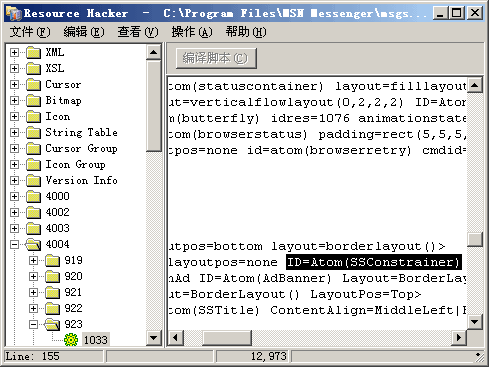 Resource Hacker - C:\Program Files\MSN Messenger\msgs...
文件(F) 编辑(E) 查看(V) 操作(A) 帮助(H)
XML
XSL
Cursor
Bitmap
Icon
String Table
Cursor Group
Icon Group
Version Info
4000
4002
4003
4004
919
920
921
922
923
1033
编译脚本(C)
tom(statuscontainer) layout=filllayout
ut=verticalflowlayout(0,2,2,2) ID=Atom
m(butterfly) idres=1076 animationstate
com(browserstatus) padding=rect(5,5,5,
tpos=none id=atom(browserretry) cmdid=
utpos=bottom layout=borderlayout()>
layoutpos=none ID=Atom(SSConstrainer)
nAd ID=Atom(AdBanner) Layout=BorderLay
ut=BorderLayout() LayoutPos=Top>
com(SSTitle) ContentAlign=MiddleLeft|
Line: 155
12,973